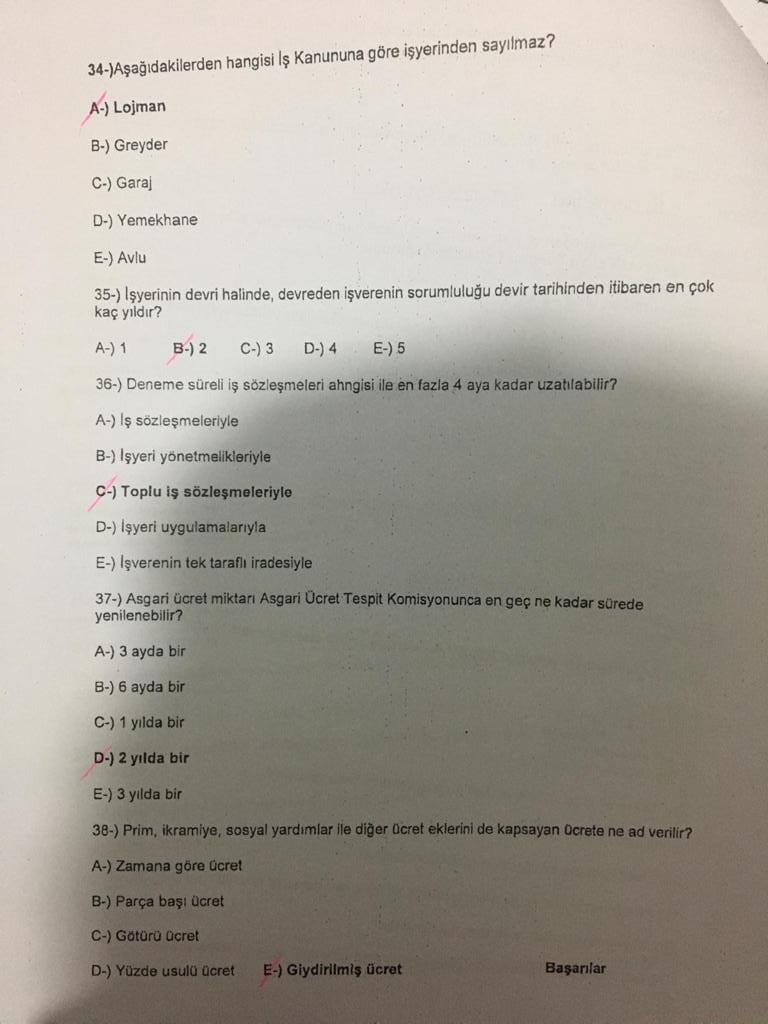 34-)Aşağıdakilerden hangisi İş Kanununa göre işyerinden sayılmaz?
A-) Lojman
B-) Greyder
C-) Garaj
D-) Yemekhane
E-) Avlu
35-) İşyerinin devri halinde, devreden işverenin sorumluluğu devir tarihinden itibaren en çok
kaç yıldır?
A-) 1 B-) 2 C-) 3 D-) 4 E-) 5
36-) Deneme süreli iş sözleşmeleri ahngisi ile en fazla 4 aya kadar uzatılabilir?
A-) İş sözleşmeleriyle
B-) İşyeri yönetmelikleriyle
C-) Toplu iş sözleşmeleriyle
D-) İşyeri uygulamalarıyla
E-) İşverenin tek taraflı iradesiyle
37-) Asgari ücret miktarı Asgari Ücret Tespit Komisyonunca en geç ne kadar sürede
yenilenebilir?
A-) 3 ayda bir
B-) 6 ayda bir
C-) 1 yılda bir
D-) 2 yılda bir
E-) 3 yılda bir
38-) Prim, ikramiye, sosyal yardımlar ile diğer ücret eklerini de kapsayan ücrete ne ad verilir?
A-) Zamana göre ücret
B-) Parça başı ücret
C-) Götürü ücret
D-) Yüzde usulü ücret E-) Giydirilmiş ücret Başarılar